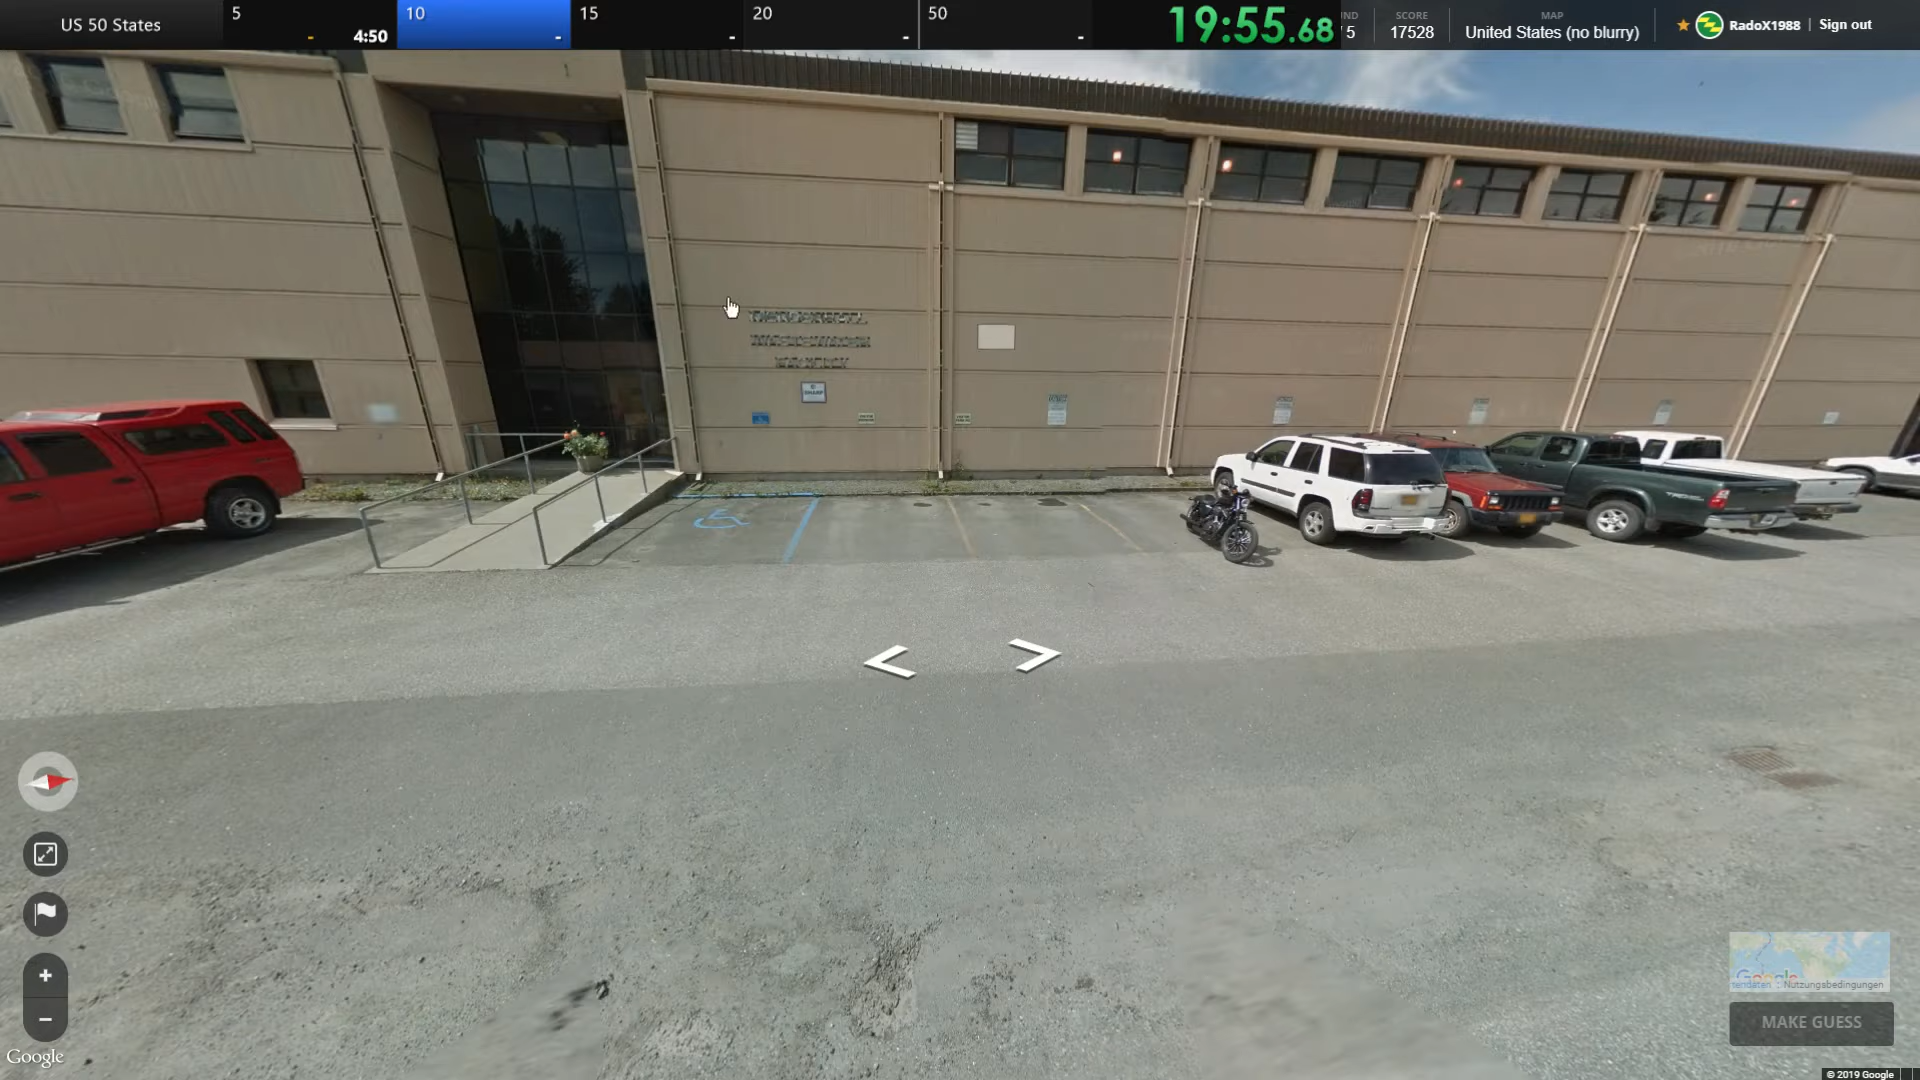 US 50 States
5
-
4:50
10
-
15
-
20
-
50
-
19:55.68
5
SCORE
17528
MAP
United States (no blurry)
RadoX1988
Sign out
Google
Nutzungsbedingungen
MAKE GUESS
Google
© 2019 Google